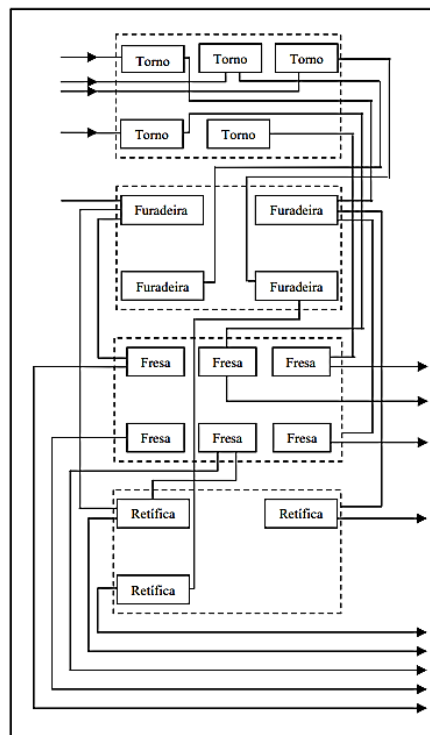 Torno Torno Torno
Torno Torno
Furadeira Furadeira
Furadeira Furadeira
Fresa Fresa Fresa
Fresa Fresa Fresa
Retífica Retífica
Retífica